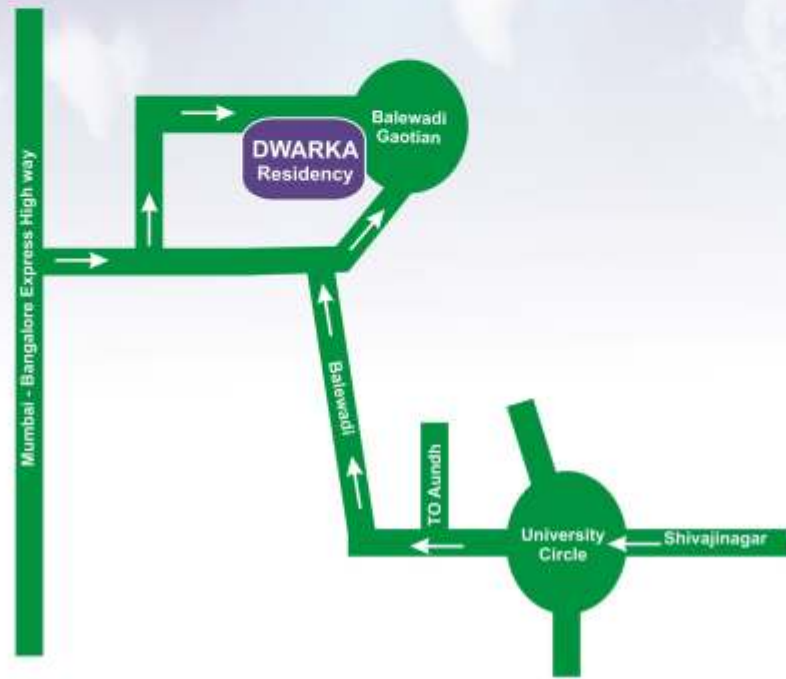 Balewadi
Gaotian
DWARKA
Residency
Mumbai - Bangalore Express High way
Balewadi
TO Aundh
University
Circle
Shivajinagar